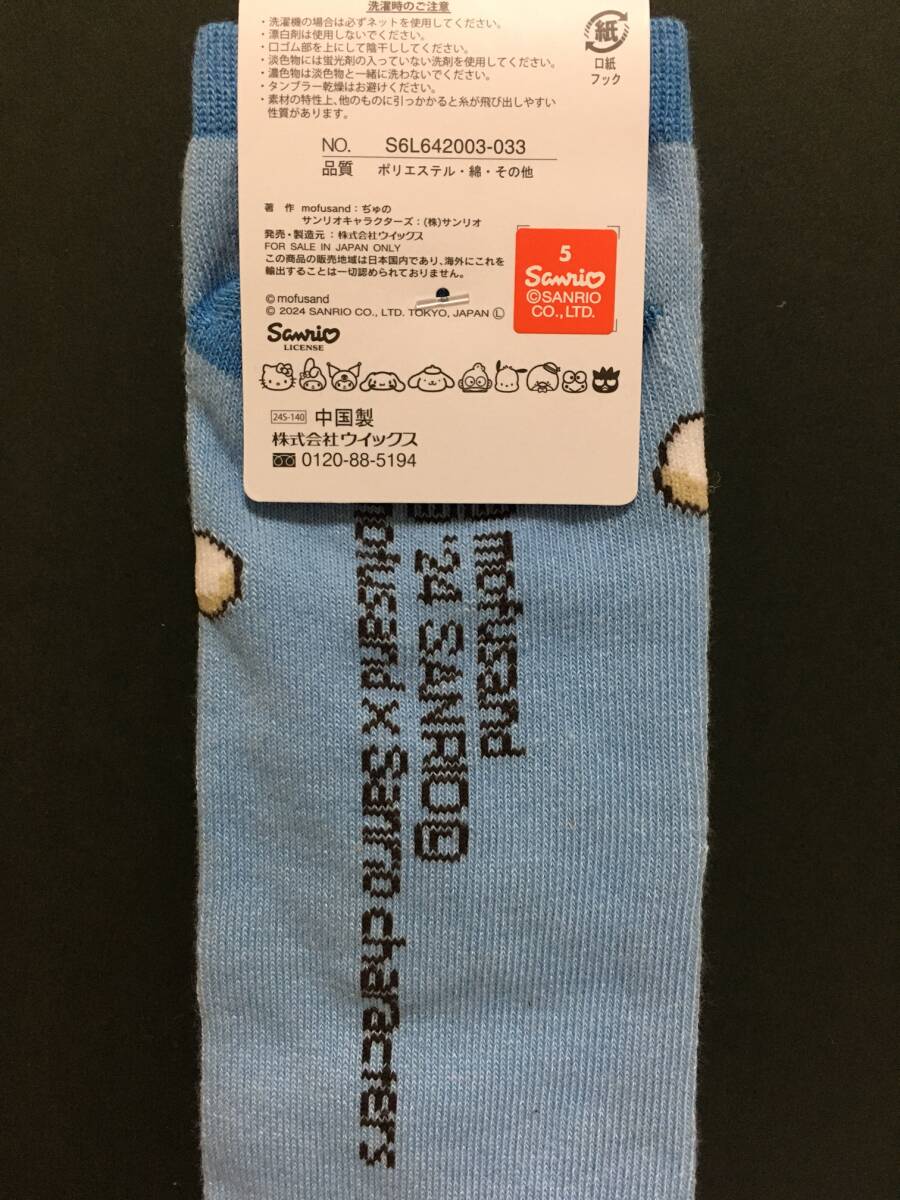 洗濯時のご注意
・洗濯機の場合は必ずネットを使用してください。
・漂白剤は使用しないでください。
・口ゴム部を上にして陰干ししてください。
・淡色物には蛍光剤の入っていない洗剤を使用してください。
・濃色物は淡色物と一緒に洗わないでください。
・タンブラー乾燥はお避けください。
・素材の特性上、他のものに引っかかると糸が飛び出しやすい
性質があります。
紙
口紙
フック
NO. S6L642003-033
品質 ポリエステル・綿・その他
著 作 mofusand：ぢゅの
サンリオキャラクターズ：(株)サンリオ
発売・製造元：株式会社ウイックス
FOR SALE IN JAPAN ONLY
この商品の販売地域は日本国内であり、海外にこれを
輸出することは一切認められておりません。
© mofusand
© 2024 SANRIO CO., LTD. TOKYO, JAPAN Ⓛ
Sanrio
LICENSE
5
Sanrio
©SANRIO
CO.,LTD.
24S-140 中国製
株式会社ウイックス
0120-88-5194
mofusand
'24 SANRIO Ⓛ
mofusand x Sanrio characters